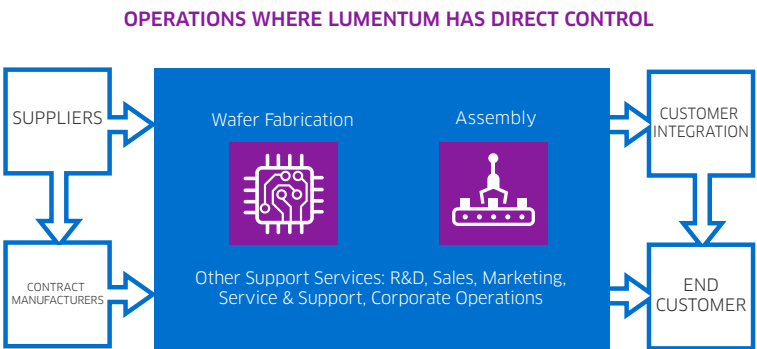 OPERATIONS WHERE LUMENTUM HAS DIRECT CONTROL
SUPPLIERS
Wafer Fabrication
Assembly
CUSTOMER
INTEGRATION
CONTRACT
MANUFACTURERS
Other Support Services: R&D, Sales, Marketing,
Service & Support, Corporate Operations
END
CUSTOMER